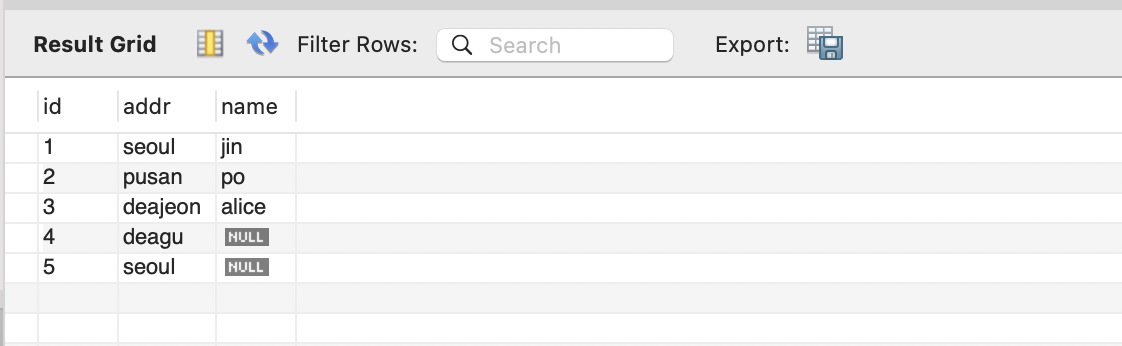 Result Grid Filter Rows: Search Export:
id addr name
1 seoul jin
2 pusan po
3 deajeon alice
4 deagu NULL
5 seoul NULL